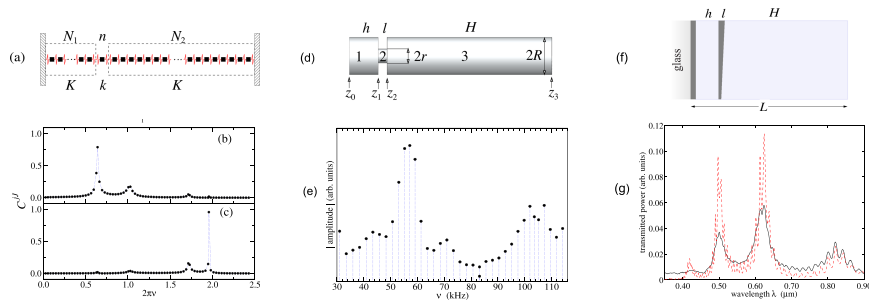 (a)
N1 n N2
K k K
(b)
(c)
C^iJ
1.0
0.5
0.0
1.0
0.5
0.0
0.0 0.5 1.0 1.5 2.0 2.5
2πν
(d)
h l H
1 2 2r 3 2R
z0 z1 z2 z3
(e)
| amplitude | (arb. units)
30 40 50 60 70 80 90 100 110
ν (kHz)
(f)
h l H
glass
L
(g)
transmitted power (arb. units)
0.12
0.10
0.08
0.06
0.04
0.02
0.00
0.40 0.50 0.60 0.70 0.80 0.90
wavelength λ (μm)